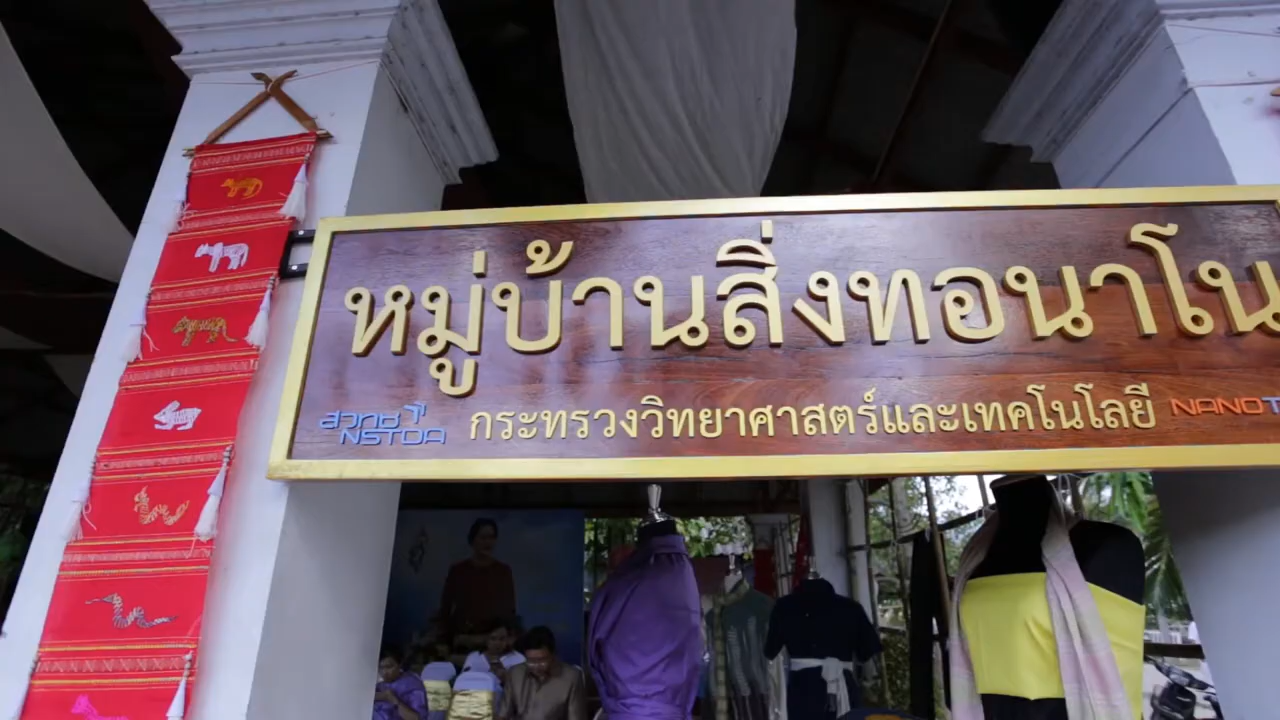 หมู่บ้านสิ่งทอนาโน
สวทช
NSTDA
กระทรวงวิทยาศาสตร์และเทคโนโลยี
NANOT